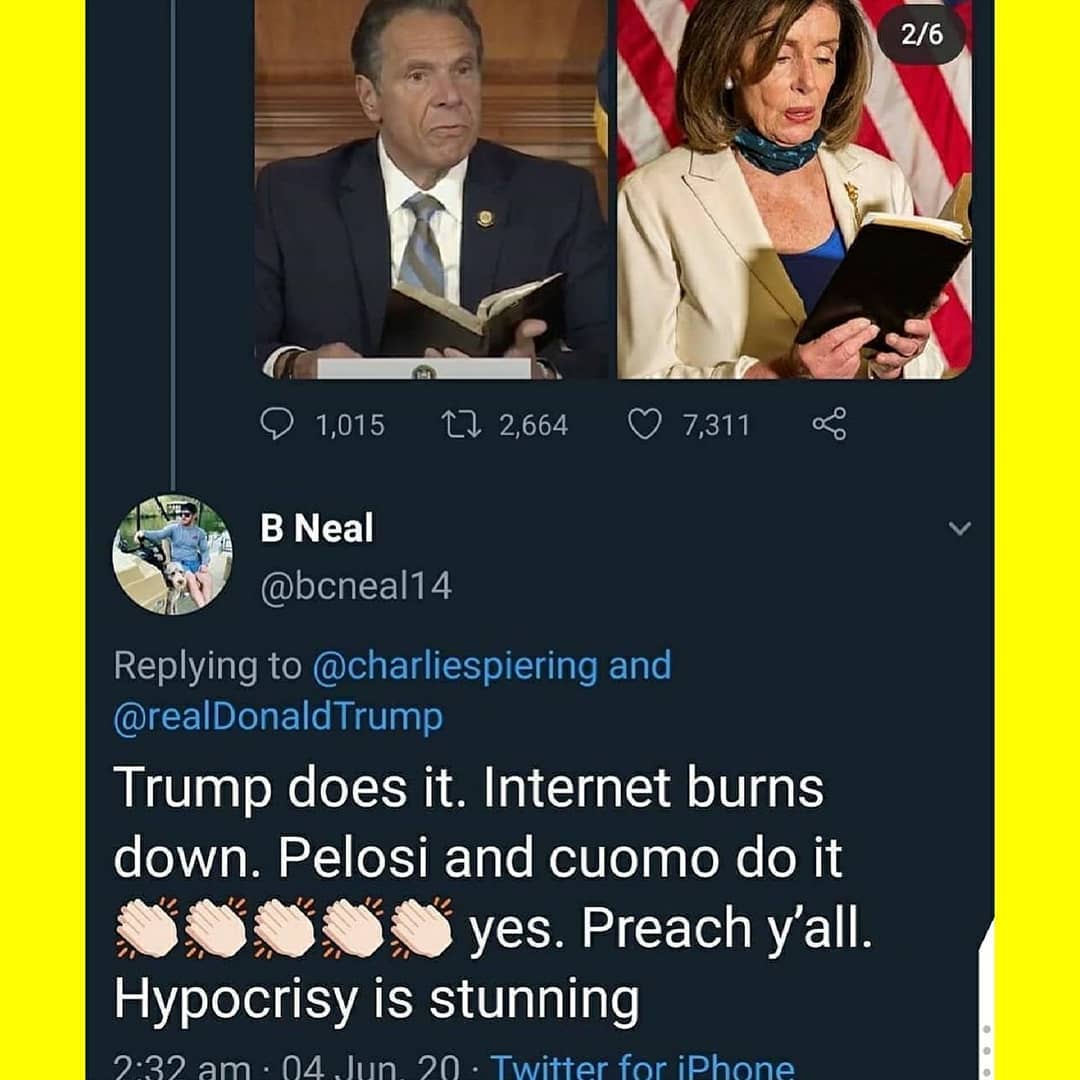 2/6
1,015 2,664 7,311
B Neal
@bcneal14
Replying to @charliespiering and
@realDonaldTrump
Trump does it. Internet burns
down. Pelosi and cuomo do it
👏🏻👏🏻👏🏻👏🏻👏🏻 yes. Preach y’all.
Hypocrisy is stunning
2:32 am · 04 Jun. 20 · Twitter for iPhone